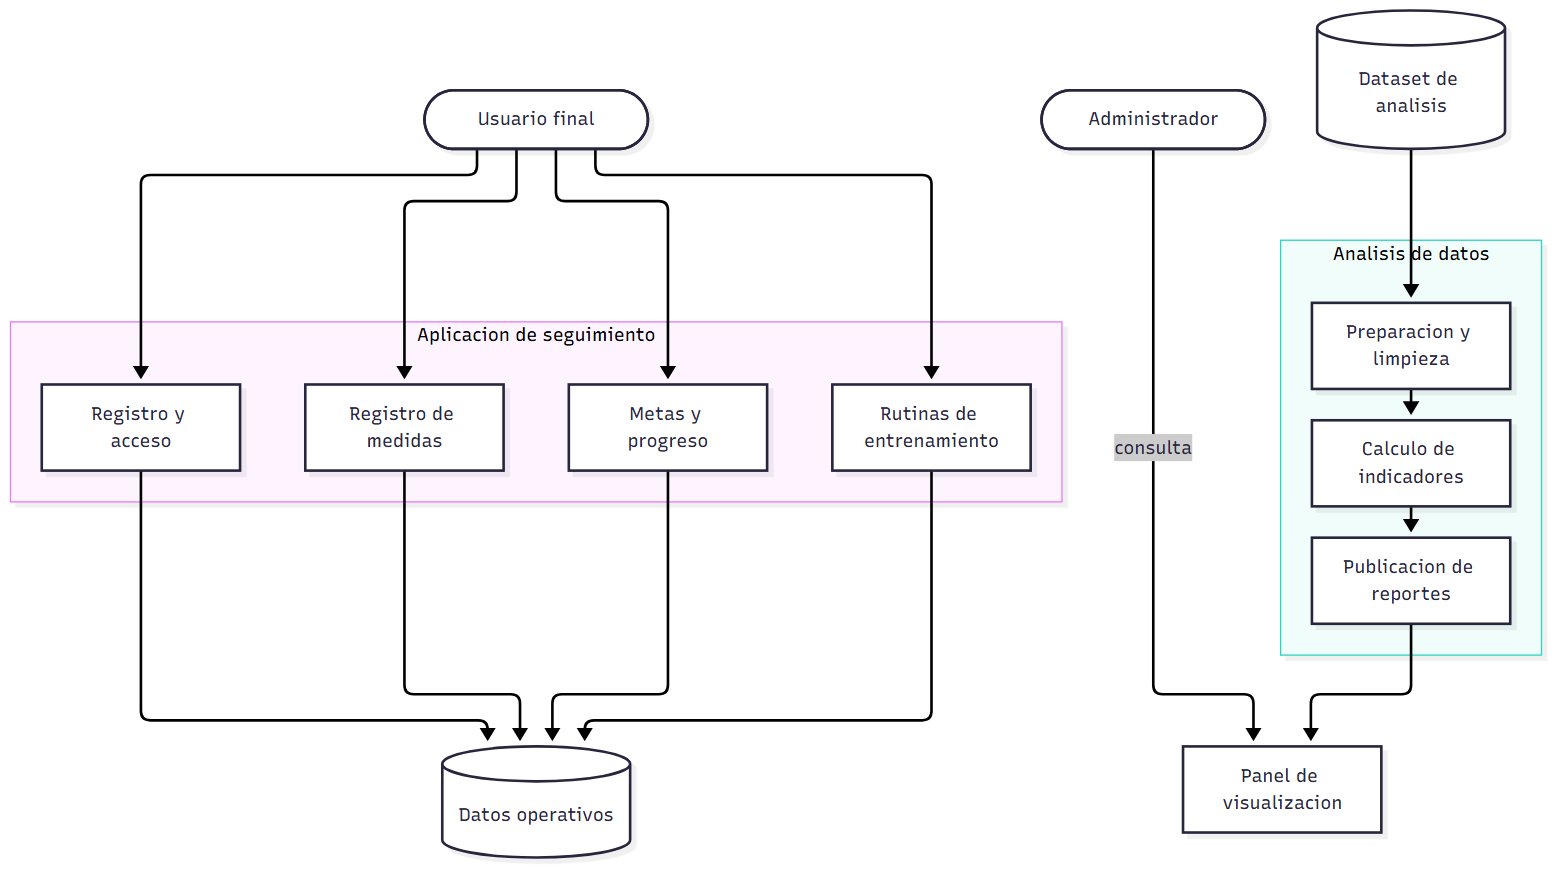 Usuario final
Administrador
Dataset de
analisis
Aplicacion de seguimiento
Registro y
acceso
Registro de
medidas
Metas y
progreso
Rutinas de
entrenamiento
consulta
Analisis de datos
Preparacion y
limpieza
Calculo de
indicadores
Publicacion de
reportes
Datos operativos
Panel de
visualizacion